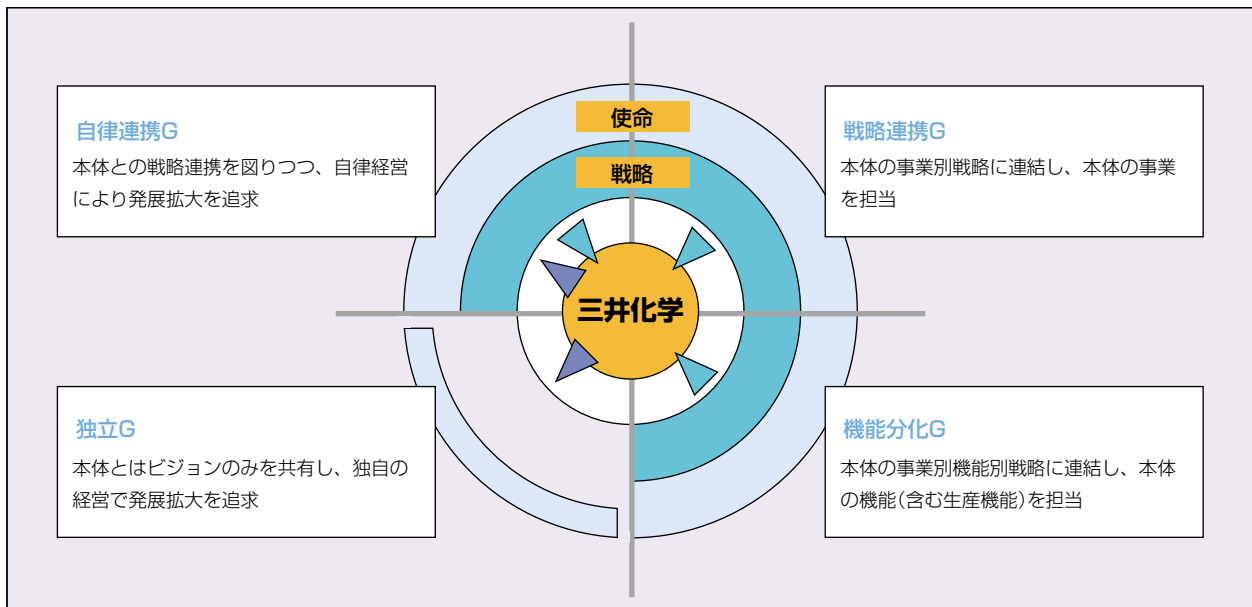 自律連携G
本体との戦略連携を図りつつ、自律経営
により発展拡大を追求
使命
戦略
戦略連携G
本体の事業別戦略に連結し、本体の事業
を担当
三井化学
独立G
本体とはビジョンのみを共有し、独自の
経営で発展拡大を追求
機能分化G
本体の事業別機能別戦略に連結し、本体
の機能(含む生産機能)を担当